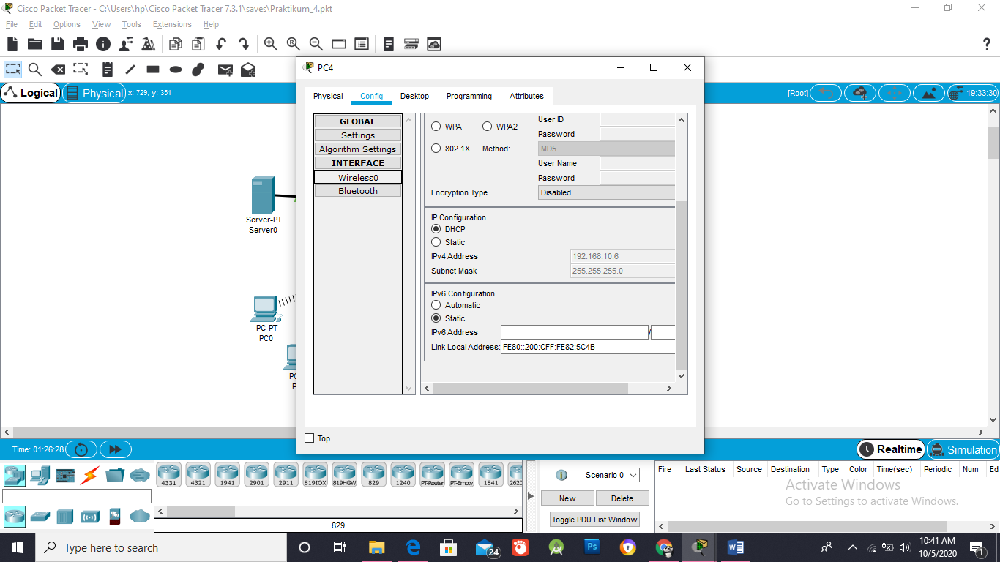 Cisco Packet Tracer - C:\Users\hp\Cisco Packet Tracer 7.3.1\saves\Praktikum_4.pkt
File Edit Options View Tools Extensions Help
?
PC4
Logical
Physical x: 729, y: 351
[Root] 19:33:30
Physical Config Desktop Programming Attributes
GLOBAL
Settings
Algorithm Settings
INTERFACE
Wireless0
Bluetooth
User ID
WPA WPA2
Password
802.1X Method: MD5
User Name
Password
Encryption Type Disabled
IP Configuration
DHCP
Static
IPv4 Address 192.168.10.6
Subnet Mask 255.255.255.0
IPv6 Configuration
Automatic
Static
IPv6 Address /
Link Local Address: FE80::200:CFF:FE82:5C4B
Top
Server-PT
Server0
PC-PT
PC0
Time: 01:26:28
Realtime Simulation
4331 4321 1941 2901 2911 819IOX 819HGW 829 1240 PT-Router PT-Empty 1841 2620
829
Scenario 0
New Delete
Toggle PDU List Window
Fire Last Status Source Destination Type Color Time(sec) Periodic Num Ed
Activate Windows
Go to Settings to activate Windows.
Type here to search
24
Ps
10:41 AM
10/5/2020
1